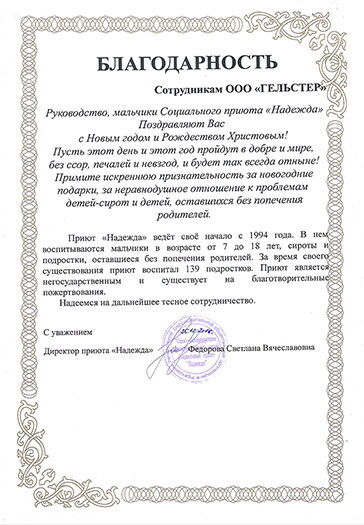 БЛАГОДАРНОСТЬ
Сотрудникам ООО «ГЕЛЬСТЕР»
Руководство, мальчики Социального приюта «Надежда»
Поздравляют Вас
с Новым годом и Рождеством Христовым!
Пусть этот день и этот год пройдут в добре и мире,
без ссор, печалей и невзгод, и будет так всегда отныне!
Примите искреннюю признательность за новогодние
подарки, за неравнодушное отношение к проблемам
детей-сирот и детей, оставшихся без попечения
родителей.
Приют «Надежда» ведёт своё начало с 1994 года. В нем
воспитываются мальчики в возрасте от 7 до 18 лет, сироты и
подростки, оставшиеся без попечения родителей. За время своего
существования приют воспитал 139 подростков. Приют является
негосударственным и существует на благотворительные
пожертвования.
Надеемся на дальнейшее тесное сотрудничество.
С уважением
Директор приюта «Надежда» Федорова Светлана Вячеславовна